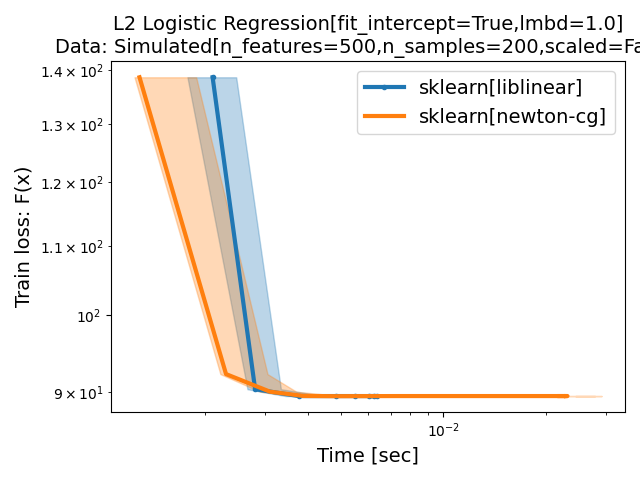 L2 Logistic Regression[fit_intercept=True,lmbd=1.0]
Data: Simulated[n_features=500,n_samples=200,scaled=Fa
1.4 × 10²
1.3 × 10²
1.2 × 10²
1.1 × 10²
10²
9 × 10¹
Train loss: F(x)
sklearn[liblinear]
sklearn[newton-cg]
10⁻²
Time [sec]